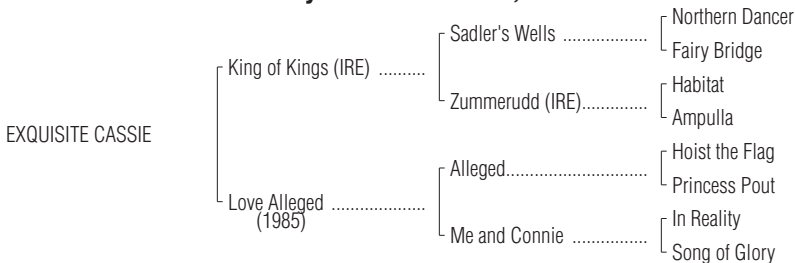 Northern Dancer
Sadler's Wells .................
Fairy Bridge
King of Kings (IRE) ..........
Habitat
Zummerudd (IRE)..............
Ampulla
EXQUISITE CASSIE
Hoist the Flag
Alleged.............................
Princess Pout
Love Alleged ....................
(1985)
In Reality
Me and Connie ................
Song of Glory